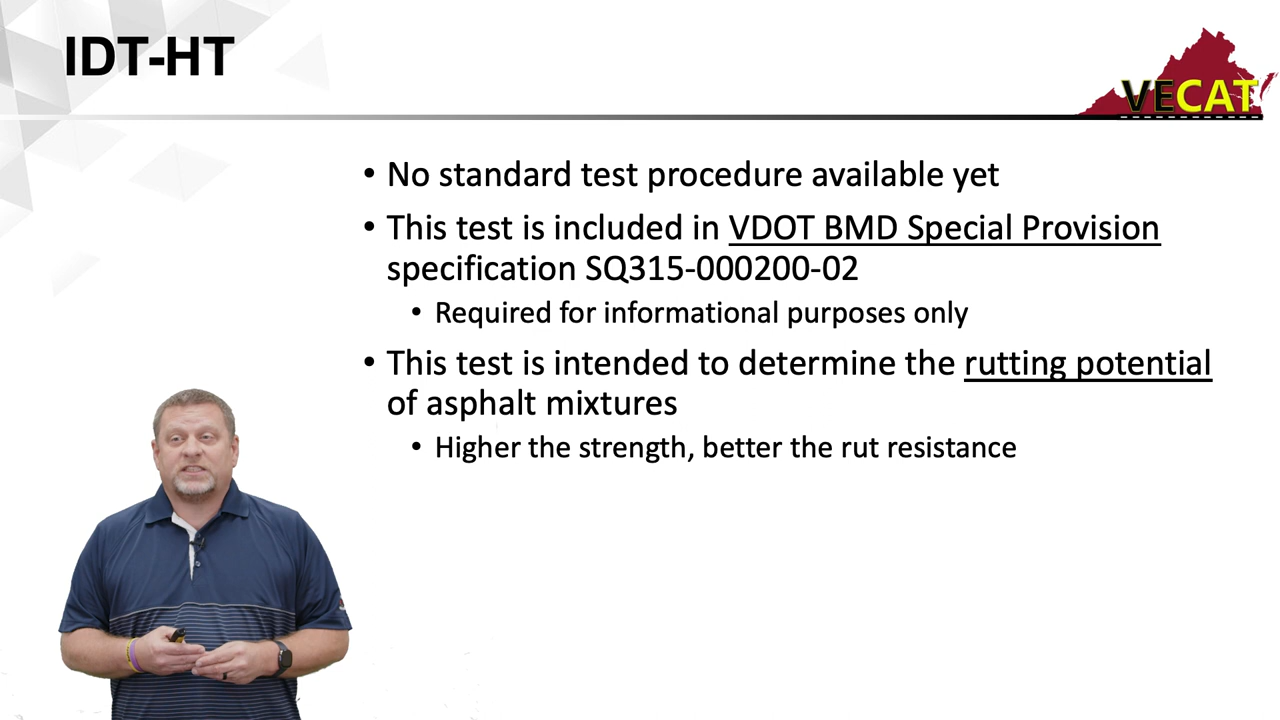 IDT-HT
VECAT
• No standard test procedure available yet
• This test is included in VDOT BMD Special Provision
specification SQ315-000200-02
• Required for informational purposes only
• This test is intended to determine the rutting potential
of asphalt mixtures
• Higher the strength, better the rut resistance